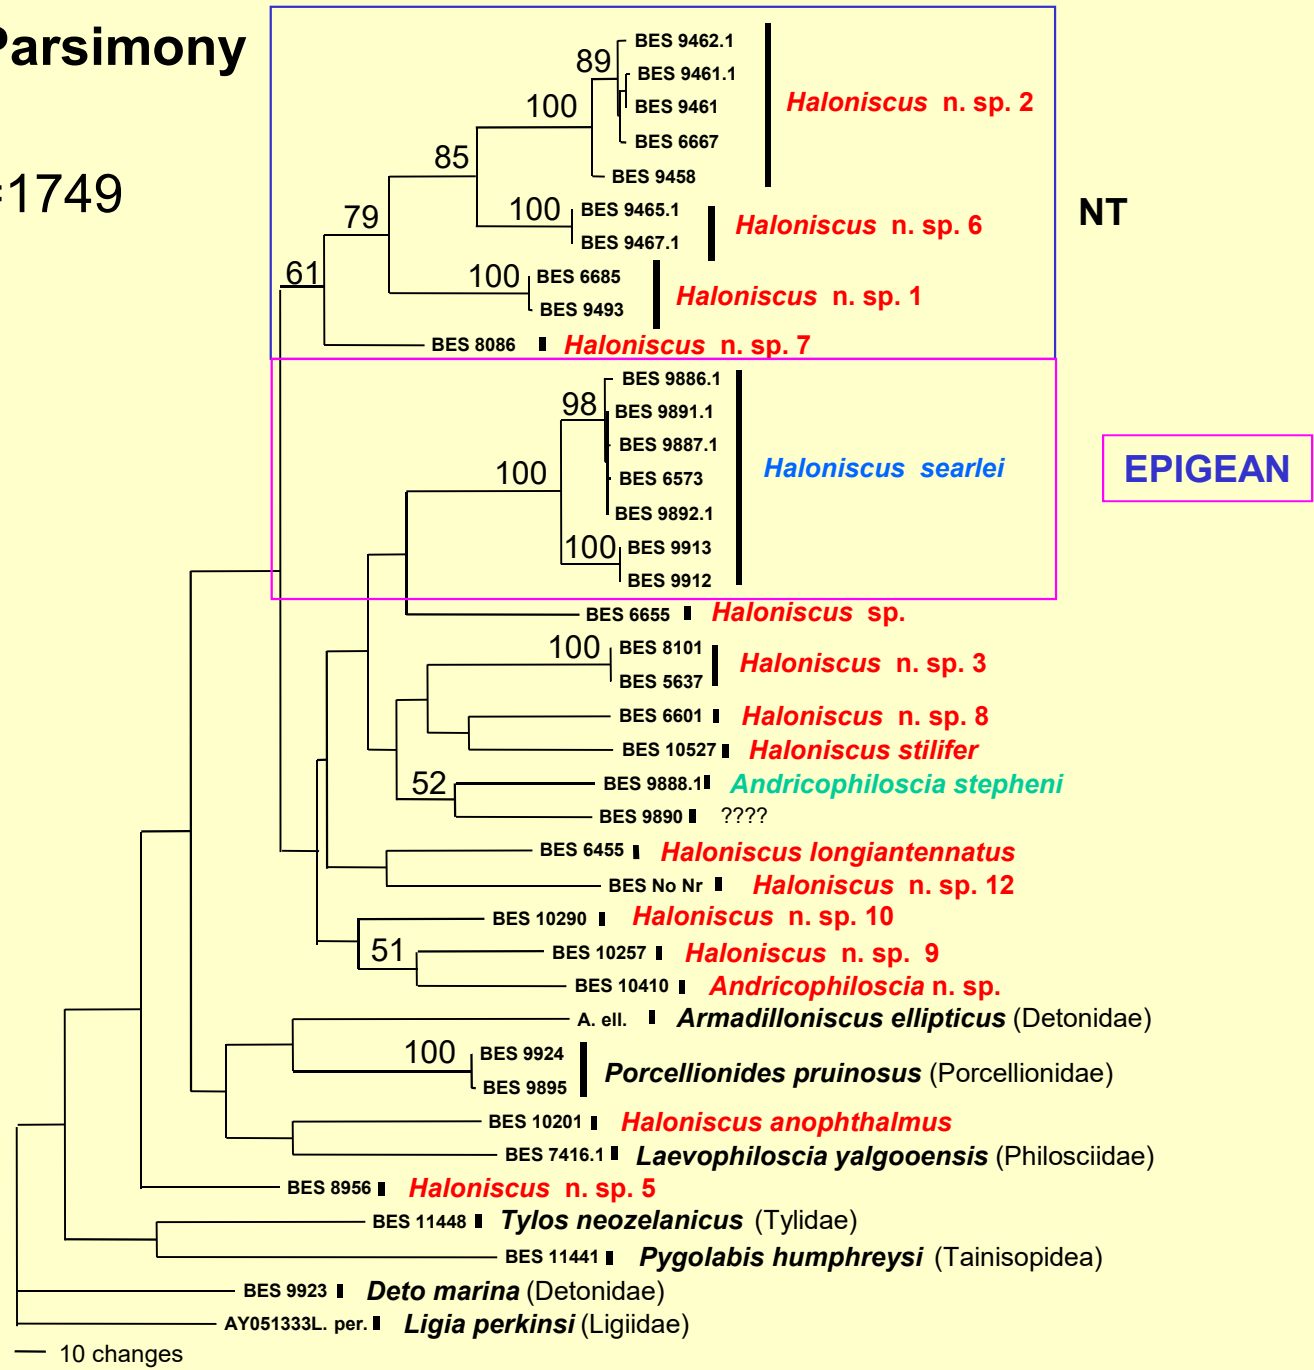 Parsimony
=1749
89
BES 9462.1
BES 9461.1
BES 9461
BES 6667
BES 9458
100
Haloniscus n. sp. 2
85
100
BES 9465.1
BES 9467.1
Haloniscus n. sp. 6
NT
79
100
BES 6685
BES 9493
Haloniscus n. sp. 1
61
BES 8086
Haloniscus n. sp. 7
98
BES 9886.1
BES 9891.1
BES 9887.1
BES 6573
BES 9892.1
100
Haloniscus searlei
EPIGEAN
100
BES 9913
BES 9912
BES 6655
Haloniscus sp.
100
BES 8101
BES 5637
Haloniscus n. sp. 3
BES 6601
Haloniscus n. sp. 8
BES 10527
Haloniscus stilifer
52
BES 9888.1
Andricophiloscia stepheni
BES 9890
????
BES 6455
Haloniscus longiantennatus
BES No Nr
Haloniscus n. sp. 12
BES 10290
Haloniscus n. sp. 10
51
BES 10257
Haloniscus n. sp. 9
BES 10410
Andricophiloscia n. sp.
A. ell.
Armadilloniscus ellipticus (Detonidae)
100
BES 9924
BES 9895
Porcellionides pruinosus (Porcellionidae)
BES 10201
Haloniscus anophthalmus
BES 7416.1
Laevophiloscia yalgooensis (Philosciidae)
BES 8956
Haloniscus n. sp. 5
BES 11448
Tylos neozelanicus (Tylidae)
BES 11441
Pygolabis humphreysi (Tainisopidea)
BES 9923
Deto marina (Detonidae)
AY051333L. per.
Ligia perkinsi (Ligiidae)
10 changes